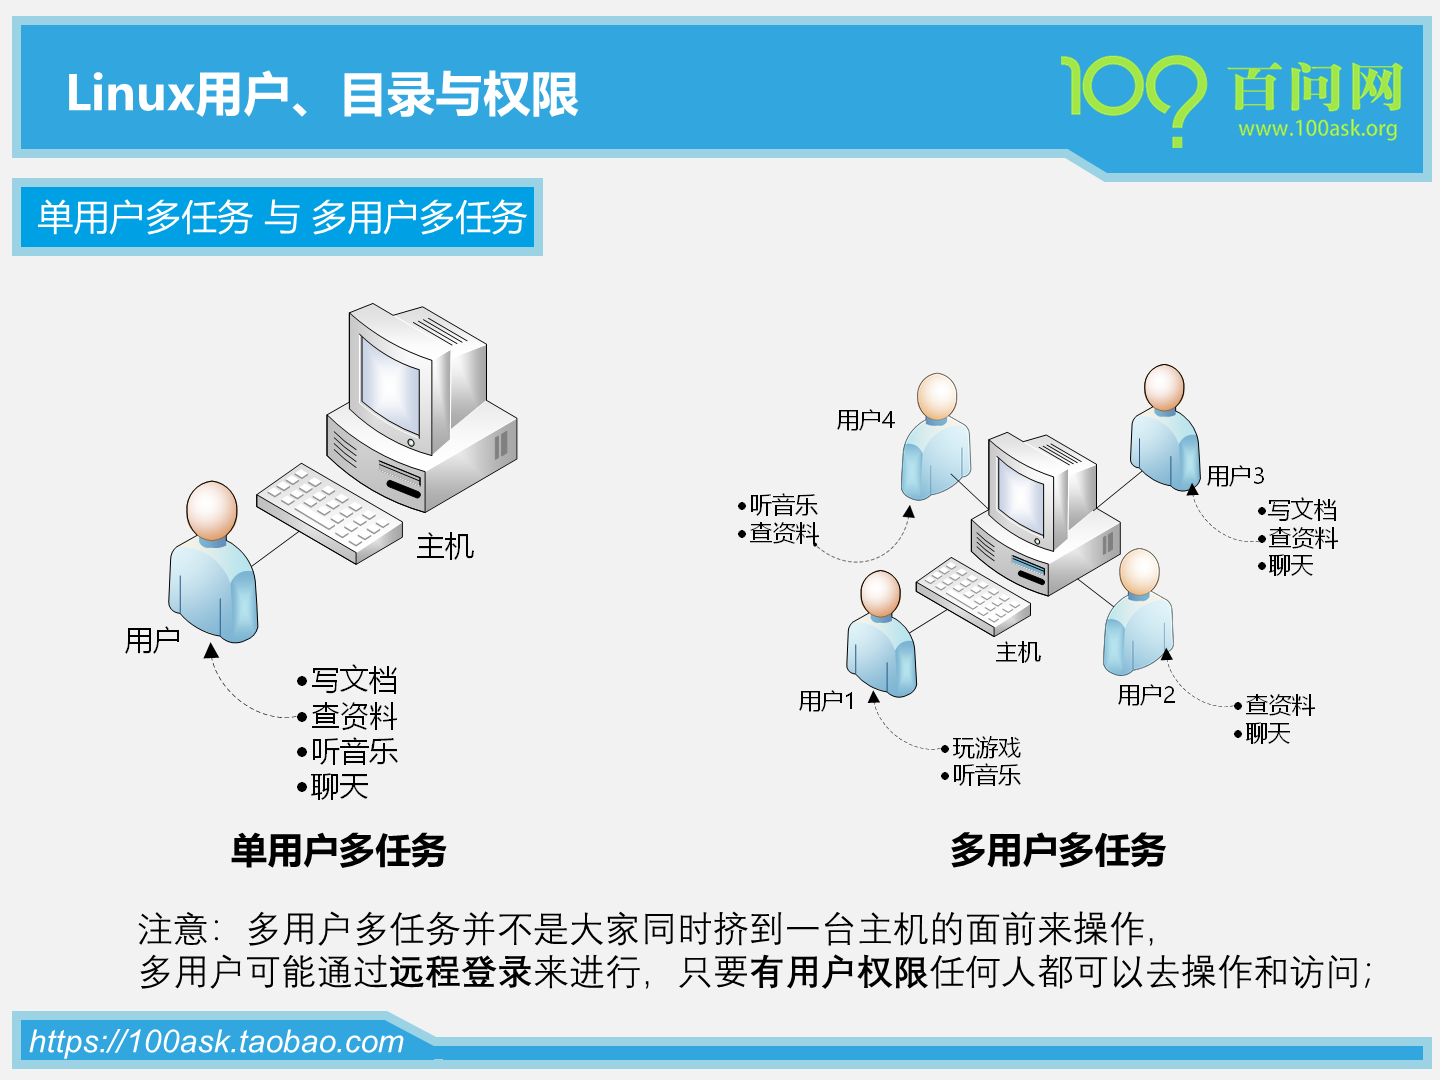 Linux用户、目录与权限
100?
百问网
www.100ask.org
单用户多任务 与 多用户多任务
主机
用户
•写文档
•查资料
•听音乐
•聊天
单用户多任务
用户4
•听音乐
•查资料
用户3
•写文档
•查资料
•聊天
主机
用户1
•玩游戏
•听音乐
用户2
•查资料
•聊天
多用户多任务
注意：多用户多任务并不是大家同时挤到一台主机的面前来操作，
多用户可能通过远程登录来进行，只要有用户权限任何人都可以去操作和访问；
https://100ask.taobao.com